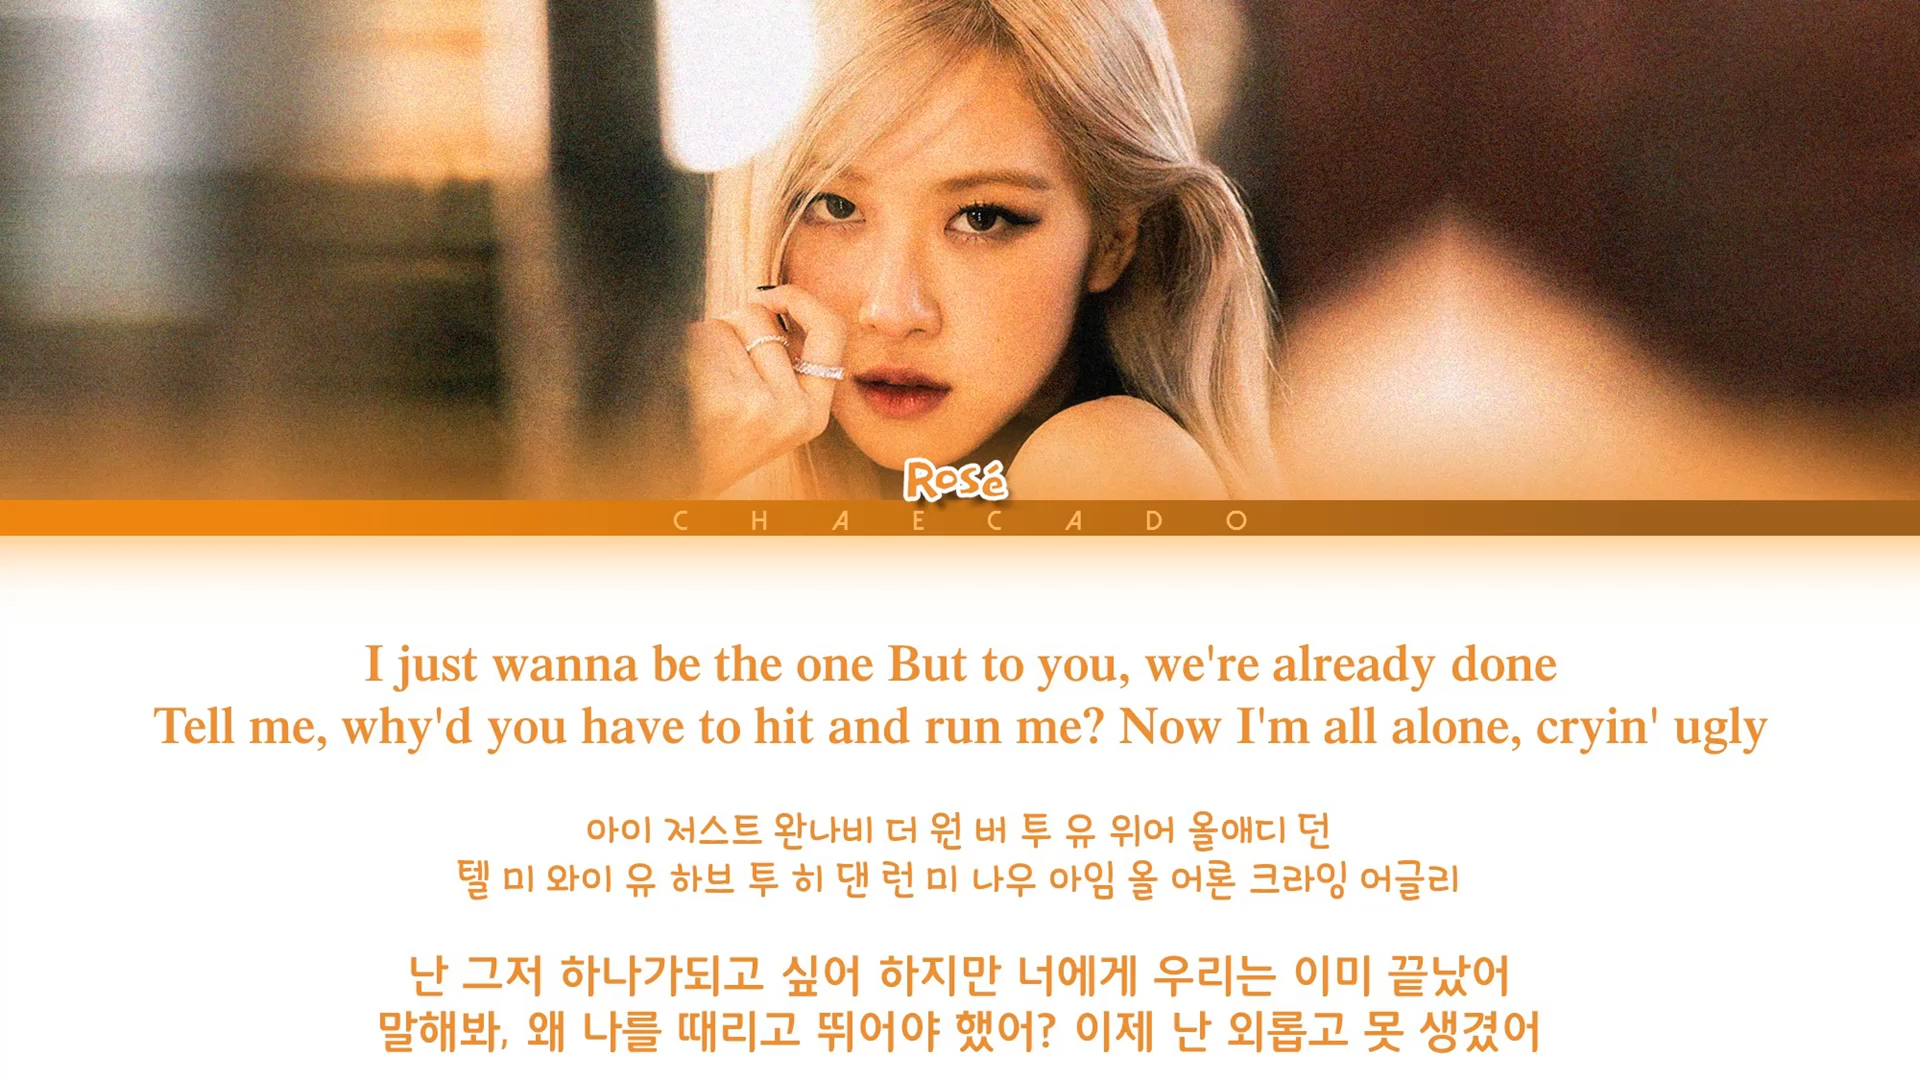 Rosé
CHAECADO
I just wanna be the one But to you, we're already done
Tell me, why'd you have to hit and run me? Now I'm all alone, cryin' ugly
아이 저스트 완나비 더 원 버 투 유 위어 올애디 던
텔 미 와이 유 하브 투 히 댄 런 미 나우 아임 올 어론 크라잉 어글리
난 그저 하나가되고 싶어 하지만 너에게 우리는 이미 끝났어
말해봐, 왜 나를 때리고 뛰어야 했어? 이제 난 외롭고 못 생겼어